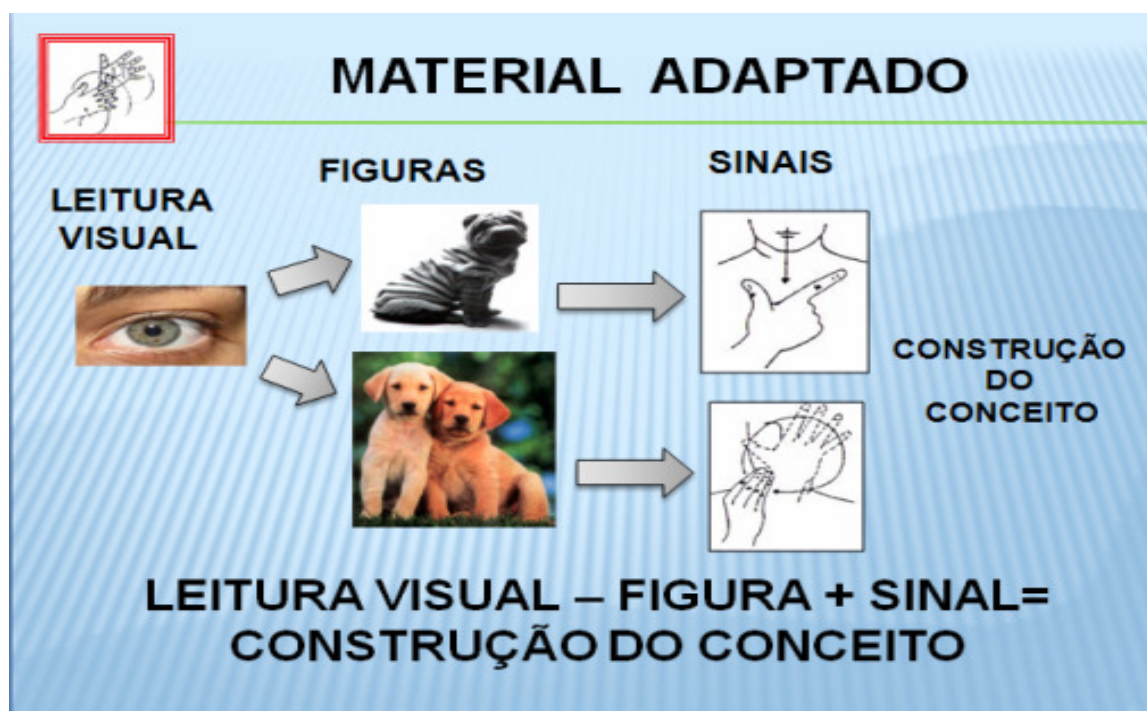 MATERIAL ADAPTADO
LEITURA
VISUAL
FIGURAS
SINAIS
CONSTRUÇÃO
DO
CONCEITO
LEITURA VISUAL – FIGURA + SINAL=
CONSTRUÇÃO DO CONCEITO